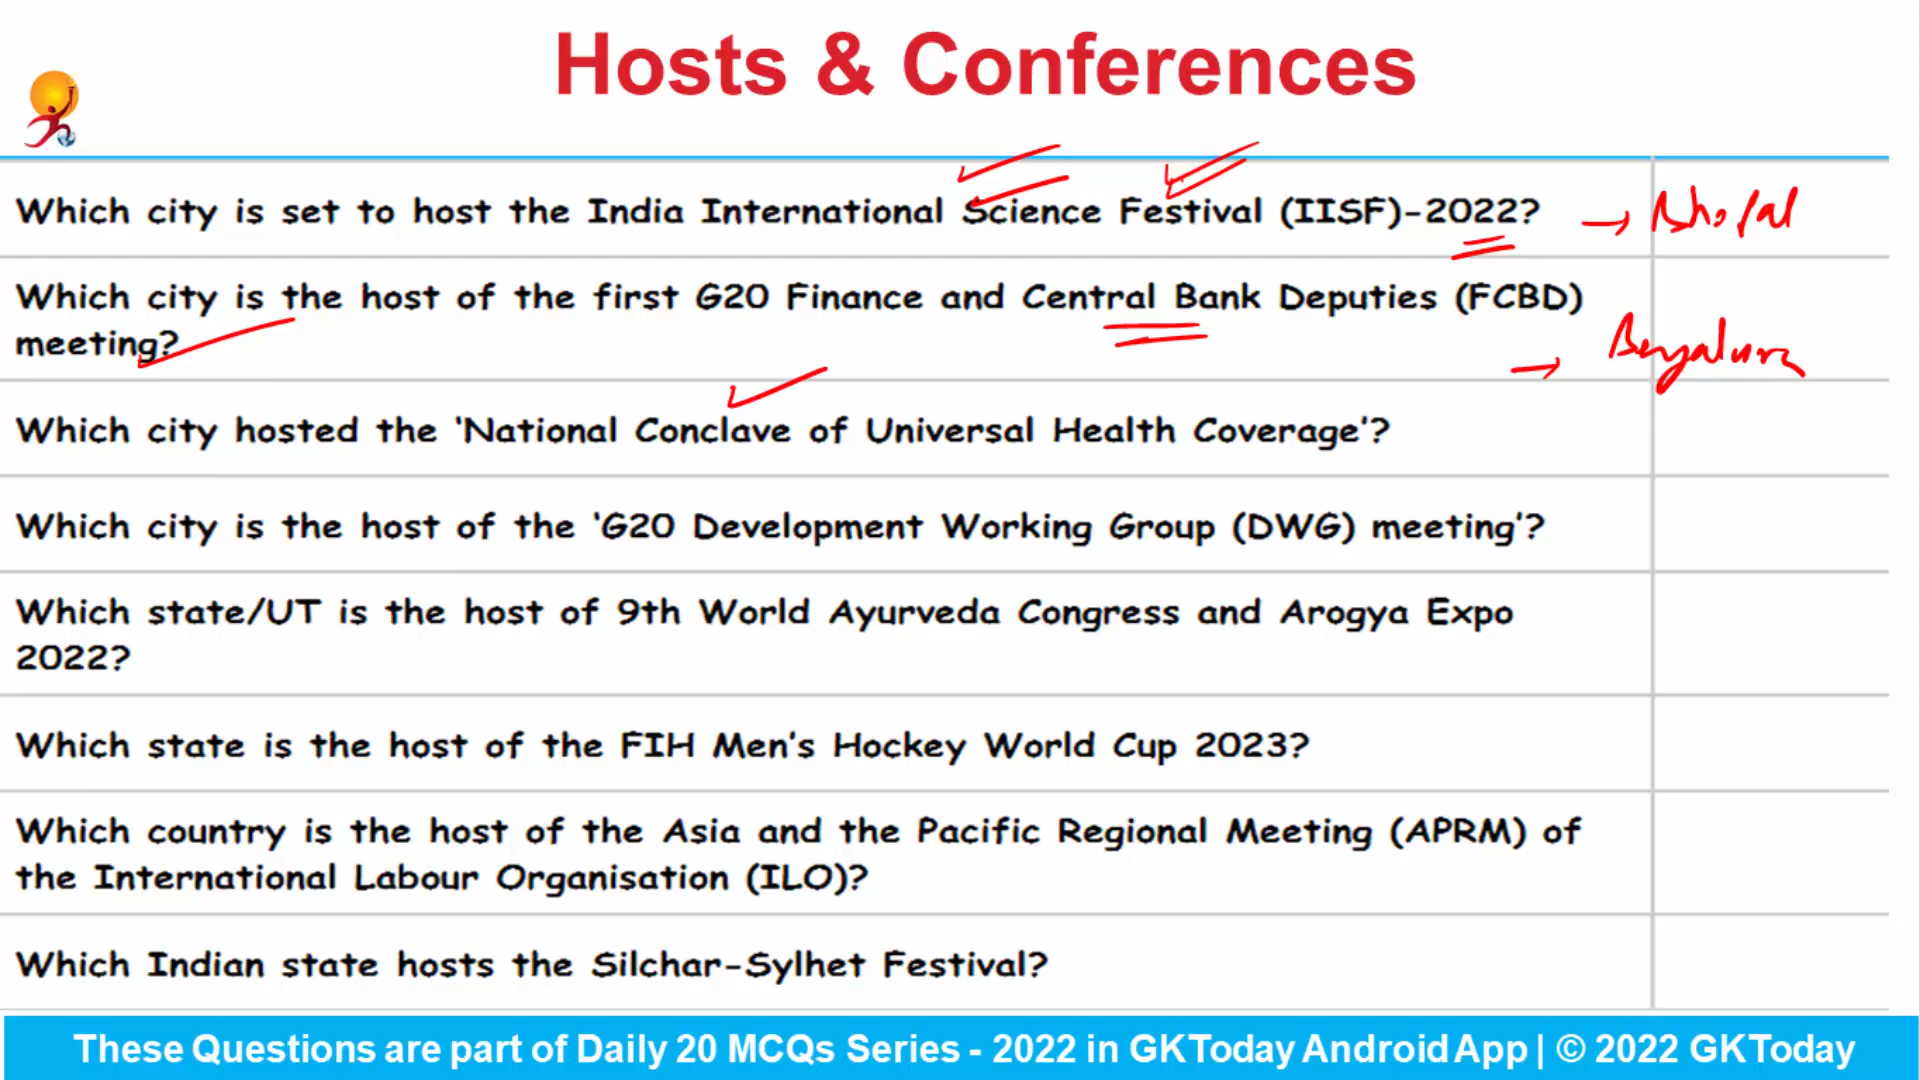 Hosts & Conferences
Which city is set to host the India International Science Festival (IISF)-2022? → Bhopal
Which city is the host of the first G20 Finance and Central Bank Deputies (FCBD)
meeting? → Bengaluru
Which city hosted the 'National Conclave of Universal Health Coverage'?
Which city is the host of the 'G20 Development Working Group (DWG) meeting'?
Which state/UT is the host of 9th World Ayurveda Congress and Arogya Expo
2022?
Which state is the host of the FIH Men's Hockey World Cup 2023?
Which country is the host of the Asia and the Pacific Regional Meeting (APRM) of
the International Labour Organisation (ILO)?
Which Indian state hosts the Silchar-Sylhet Festival?
These Questions are part of Daily 20 MCQs Series - 2022 in GKToday Android App | © 2022 GKToday